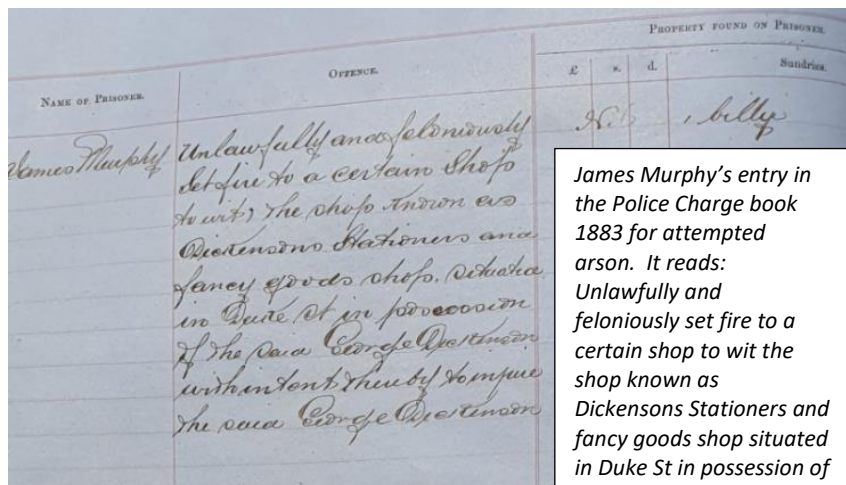 PROPERTY FOUND ON PRISONER.
NAME OF PRISONER.
OFFENCE.
£
s.
d.
Sundries.
James Murphy
Unlawfully and feloniously
Set fire to a certain Shop
to wit, The shop known as
Dickensons Stationers and
fancy goods shop. situated
in Duke St in possession
of the said George Dickenson
with intent thereby to injure
the said George Dickenson
Nil
1 billy
James Murphy’s entry in
the Police Charge book
1883 for attempted
arson. It reads:
Unlawfully and
feloniously set fire to a
certain shop to wit the
shop known as
Dickensons Stationers and
fancy goods shop situated
in Duke St in possession of